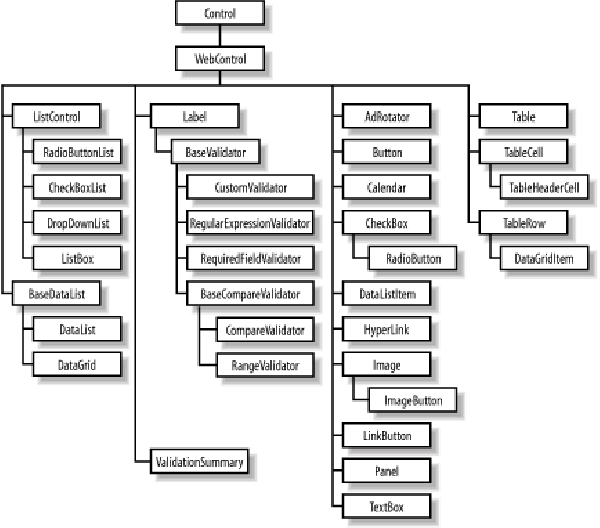 Control
WebControl
ListControl
RadioButtonList
CheckBoxList
DropDownList
ListBox
BaseDataList
DataList
DataGrid
Label
BaseValidator
CustomValidator
RegularExpressionValidator
RequiredFieldValidator
BaseCompareValidator
CompareValidator
RangeValidator
ValidationSummary
AdRotator
Button
Calendar
CheckBox
RadioButton
DataListItem
HyperLink
Image
ImageButton
LinkButton
Panel
TextBox
Table
TableCell
TableHeaderCell
TableRow
DataGridItem